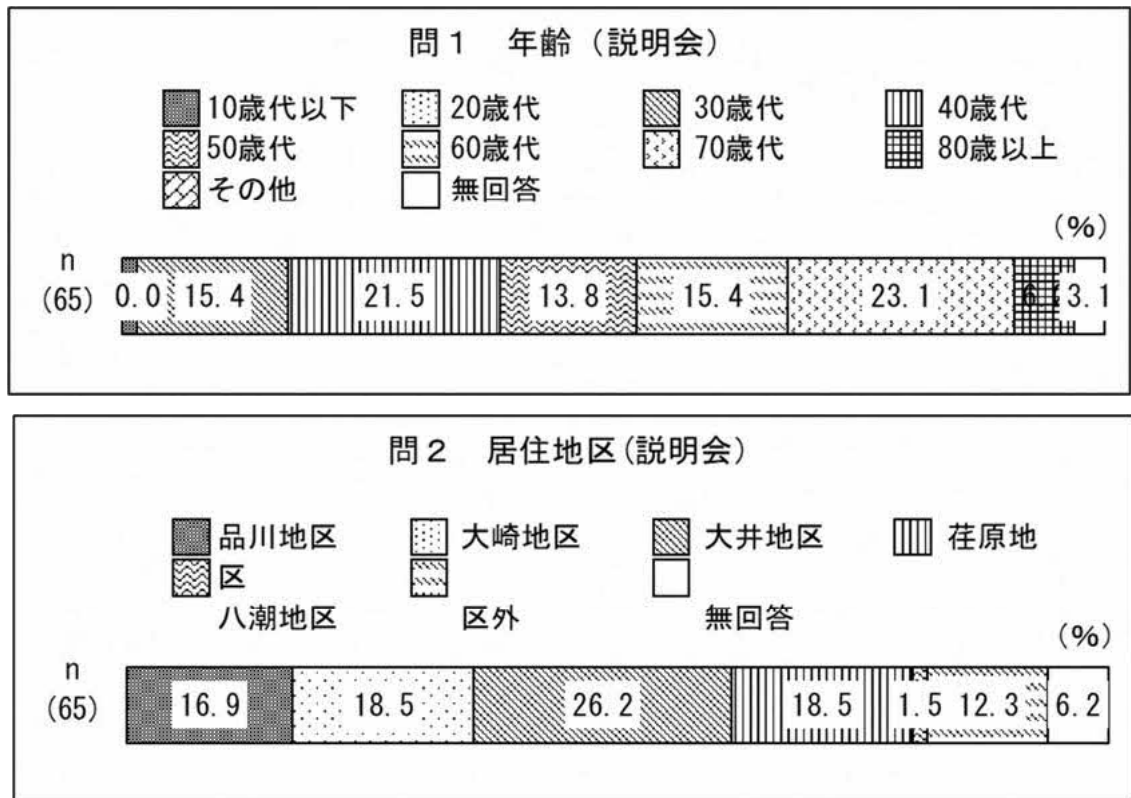 問１ 年齢（説明会）
10歳代以下 20歳代 30歳代 40歳代
50歳代 60歳代 70歳代 80歳以上
その他 無回答
(%)
n
(65) 0.0 15.4 21.5 13.8 15.4 23.1 3.1
問２ 居住地区(説明会)
品川地区 大崎地区 大井地区 荏原地
区
八潮地区 区外 無回答
(%)
n
(65) 16.9 18.5 26.2 18.5 1.5 12.3 6.2